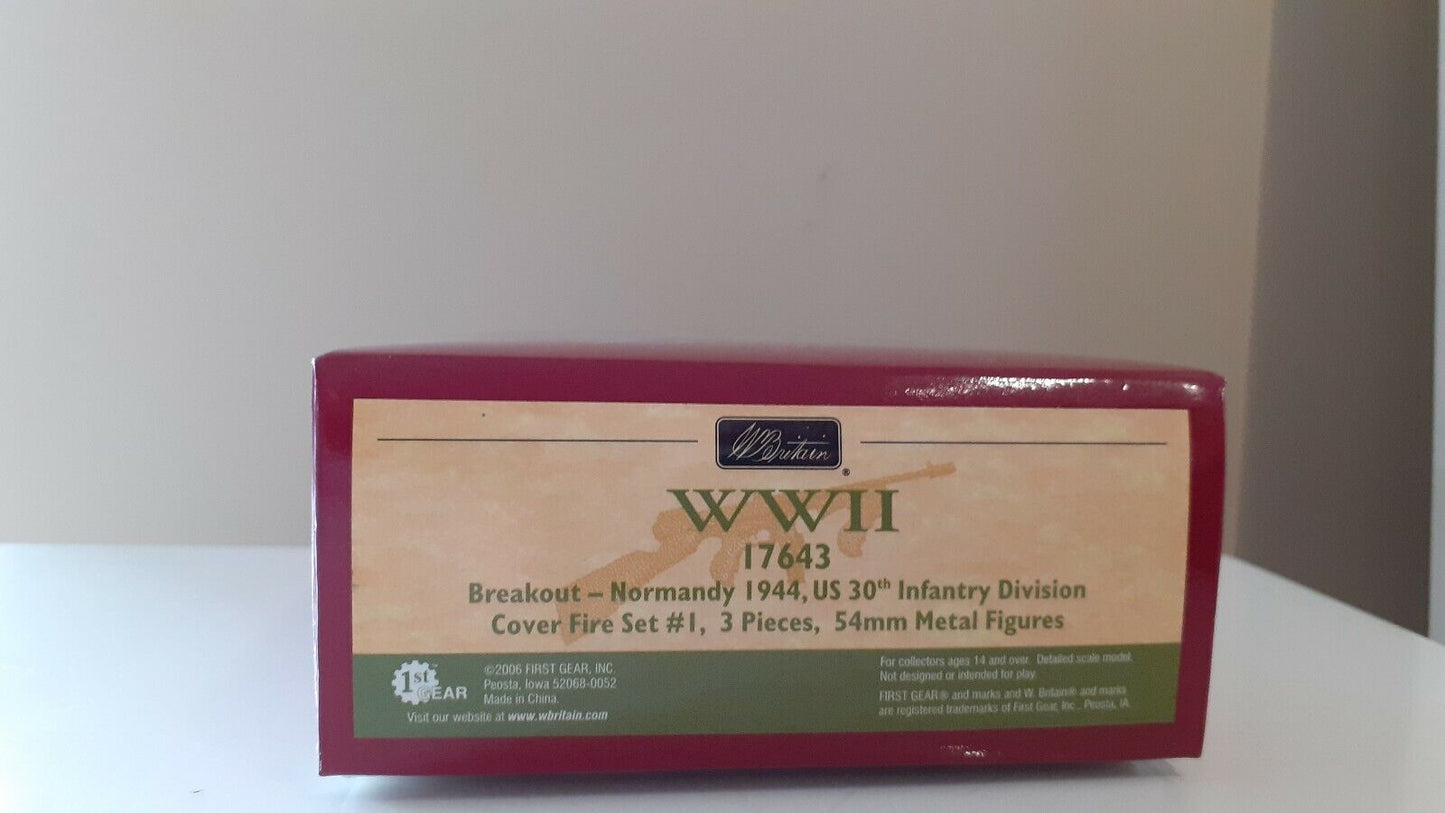 W Britain®
WWII
17643
Breakout – Normandy 1944, US 30th Infantry Division
Cover Fire Set #1, 3 Pieces, 54mm Metal Figures
1st GEAR™
©2006 FIRST GEAR, INC.
Peosta, Iowa 52068-0052
Made in China.
Visit our website at www.wbritain.com
For collectors ages 14 and over. Detailed scale model.
Not designed or intended for play.
FIRST GEAR® and marks and W. Britain® and marks
are registered trademarks of First Gear, Inc., Peosta, IA.